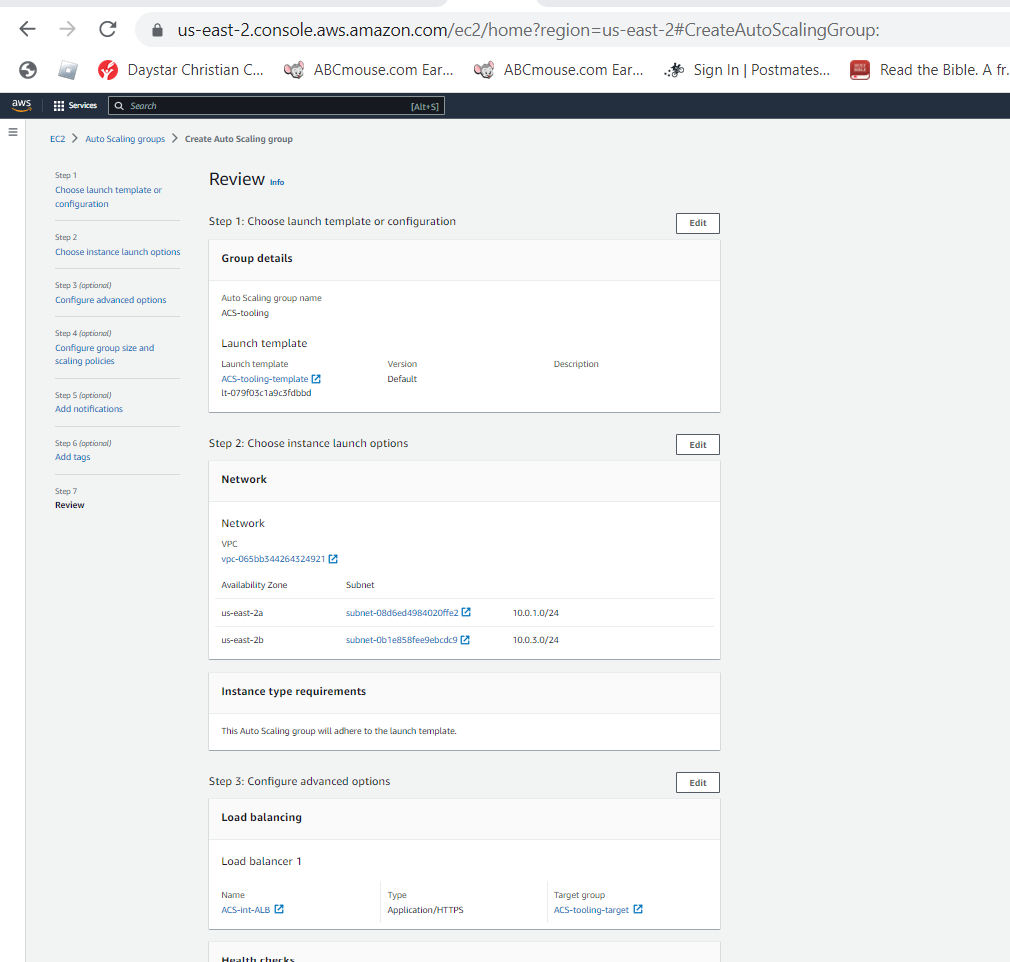 us-east-2.console.aws.amazon.com/ec2/home?region=us-east-2#CreateAutoScalingGroup:
Daystar Christian C... ABCmouse.com Ear... ABCmouse.com Ear... Sign In | Postmates... Read the Bible. A fr.
aws Services Search [Alt+S]
EC2 Auto Scaling groups Create Auto Scaling group
Step 1
Choose launch template or
configuration
Step 2
Choose instance launch options
Step 3 (optional)
Configure advanced options
Step 4 (optional)
Configure group size and
scaling policies
Step 5 (optional)
Add notifications
Step 6 (optional)
Add tags
Step 7
Review
Review Info
Step 1: Choose launch template or configuration Edit
Group details
Auto Scaling group name
ACS-tooling
Launch template
Launch template Version Description
ACS-tooling-template Default
lt-079f03c1a9c3fdbbd
Step 2: Choose instance launch options Edit
Network
Network
VPC
vpc-065bb344264324921
Availability Zone Subnet
us-east-2a subnet-08d6ed4984020ffe2 10.0.1.0/24
us-east-2b subnet-0b1e858fee9ebcdc9 10.0.3.0/24
Instance type requirements
This Auto Scaling group will adhere to the launch template.
Step 3: Configure advanced options Edit
Load balancing
Load balancer 1
Name Type Target group
ACS-int-ALB Application/HTTPS ACS-tooling-target
Health checks